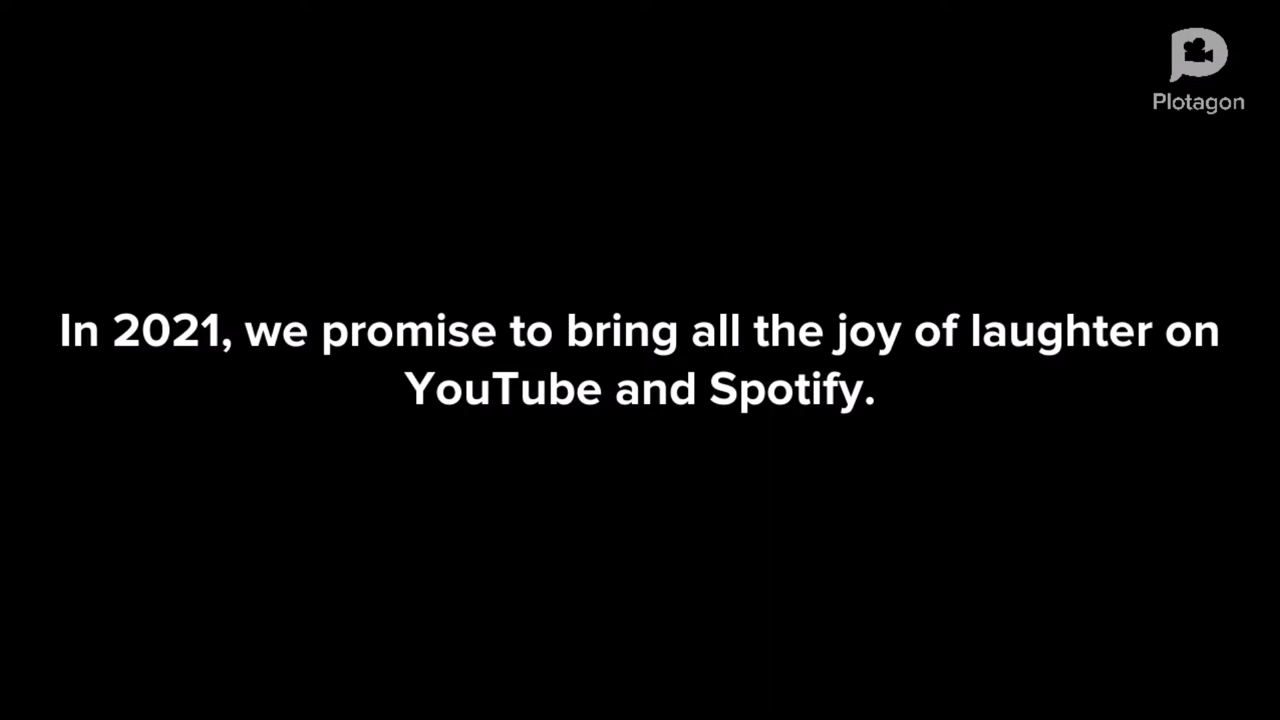 Plotagon
In 2021, we promise to bring all the joy of laughter on
YouTube and Spotify.